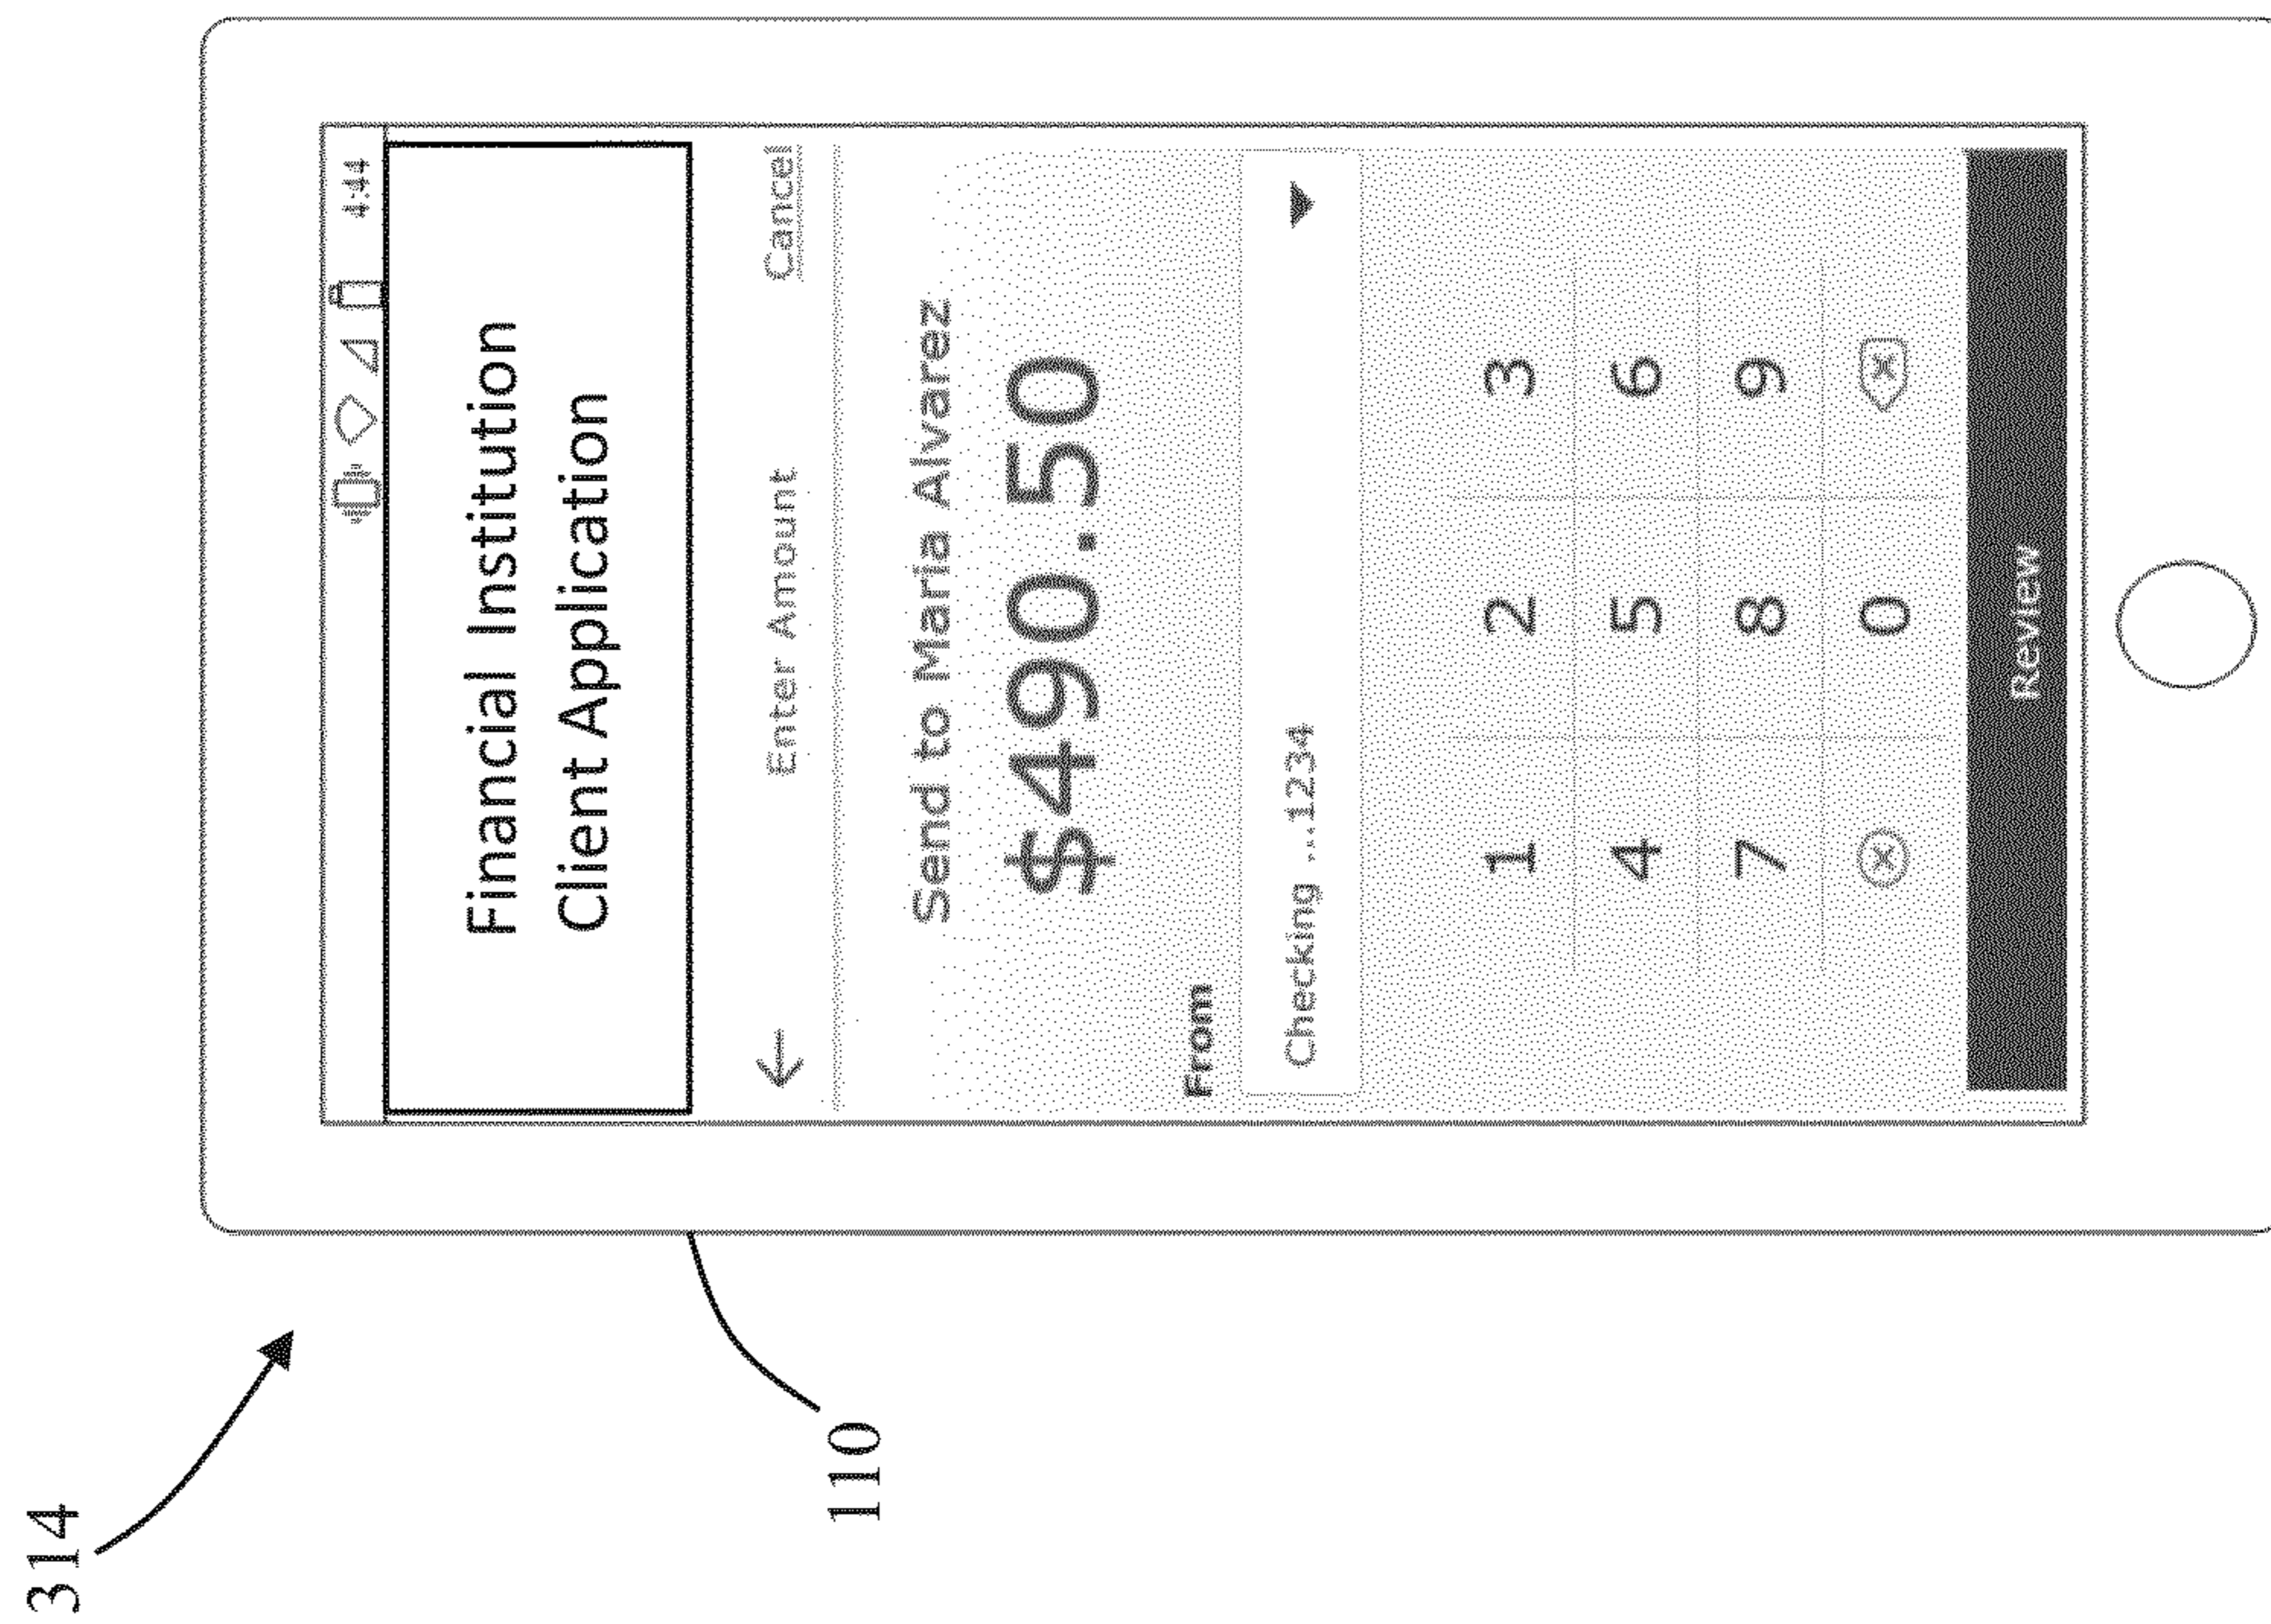 314
110
4:44
Financial Institution
Client Application
Enter Amount Cancel
Send to Maria Alvarez
$490.50
From
Checking ...1234
1 2 3
4 5 6
7 8 9
0
Review